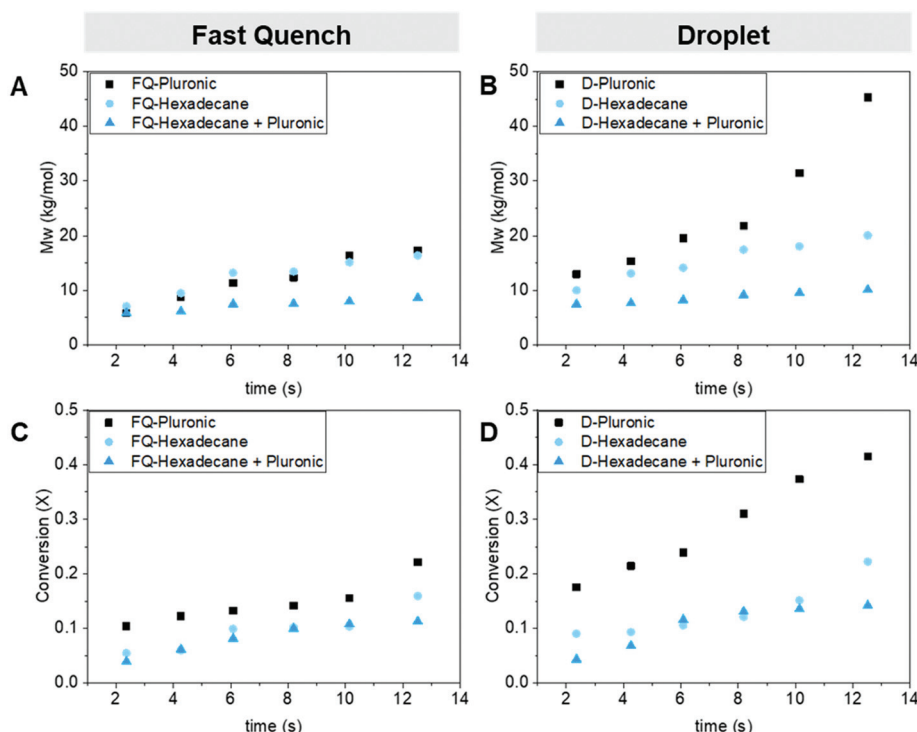 Fast Quench
Droplet
A
50
40
30
20
10
0
Mw (kg/mol)
FQ-Pluronic
FQ-Hexadecane
FQ-Hexadecane + Pluronic
2 4 6 8 10 12 14
time (s)
B
50
40
30
20
10
0
Mw (kg/mol)
D-Pluronic
D-Hexadecane
D-Hexadecane + Pluronic
2 4 6 8 10 12 14
time (s)
C
0.5
0.4
0.3
0.2
0.1
0.0
Conversion (X)
FQ-Pluronic
FQ-Hexadecane
FQ-Hexadecane + Pluronic
2 4 6 8 10 12 14
time (s)
D
0.5
0.4
0.3
0.2
0.1
0.0
Conversion (X)
D-Pluronic
D-Hexadecane
D-Hexadecane + Pluronic
2 4 6 8 10 12 14
time (s)